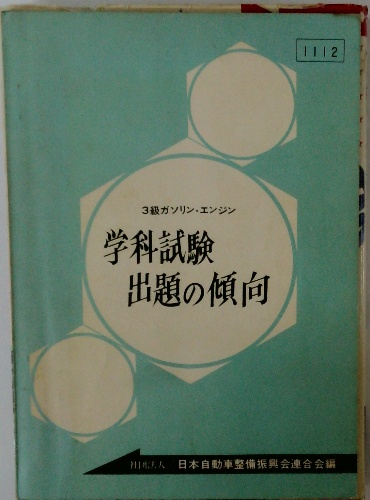 1112
3級ガソリン・エンジン
学科試験
出題の傾向
社団法人 日本自動車整備振興会連合会編